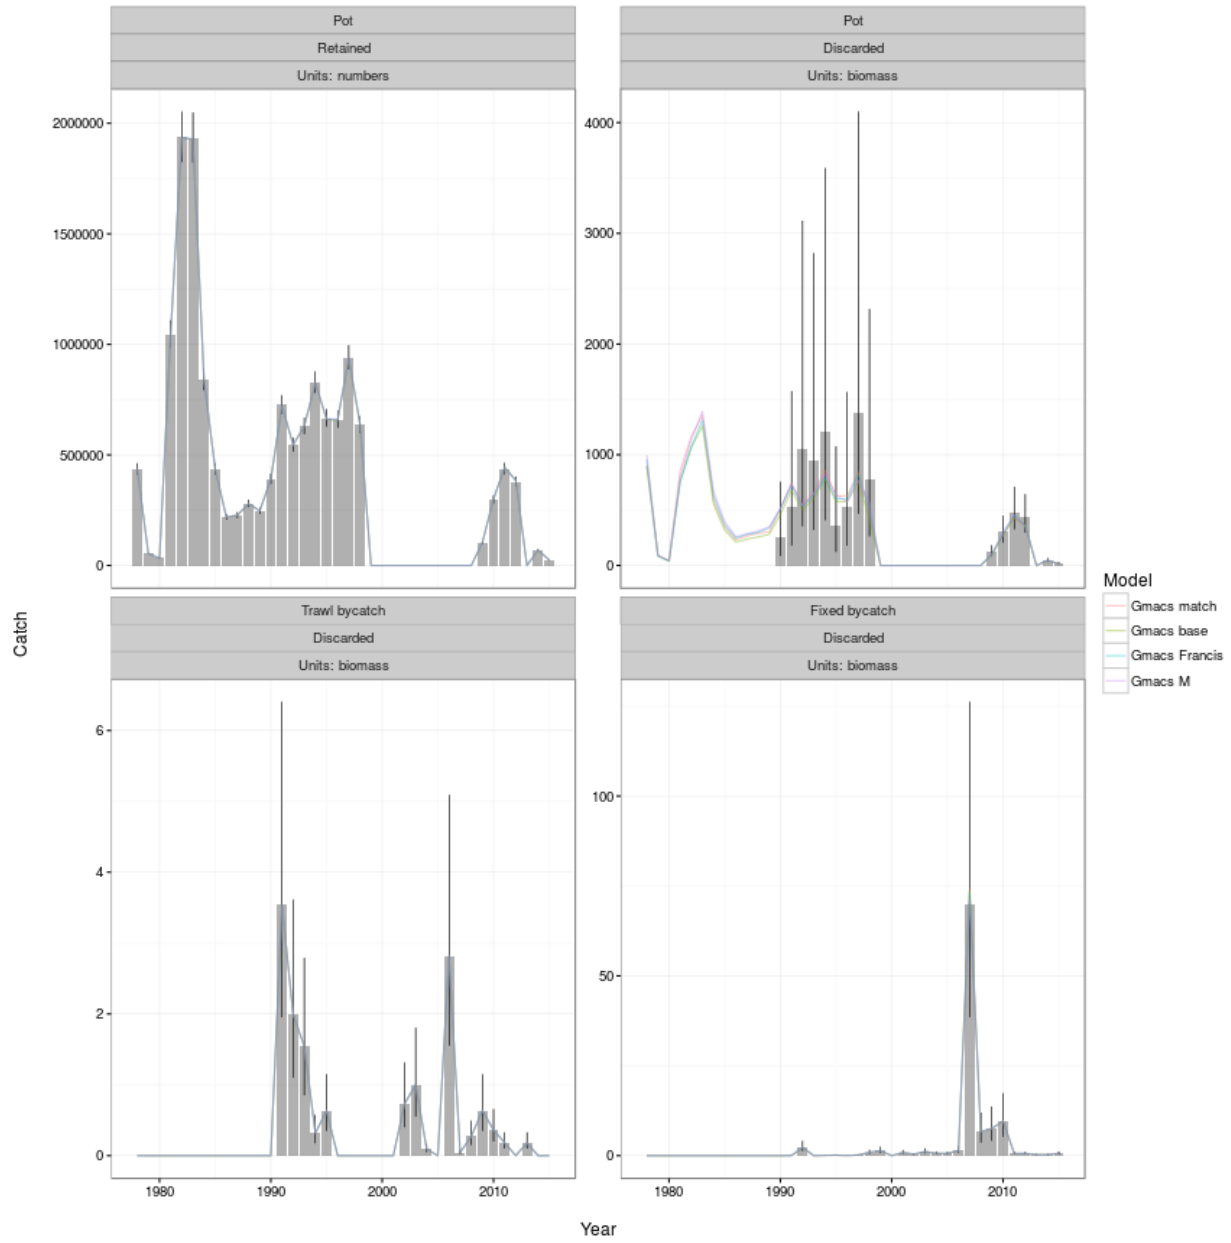 Pot
Retained
Units: numbers
2000000
1500000
1000000
500000
0
Pot
Discarded
Units: biomass
4000
3000
2000
1000
0
Trawl bycatch
Discarded
Units: biomass
6
4
2
0
1980 1990 2000 2010
Fixed bycatch
Discarded
Units: biomass
100
50
0
1980 1990 2000 2010
Catch
Year
Model
Gmacs match
Gmacs base
Gmacs Francis
Gmacs M